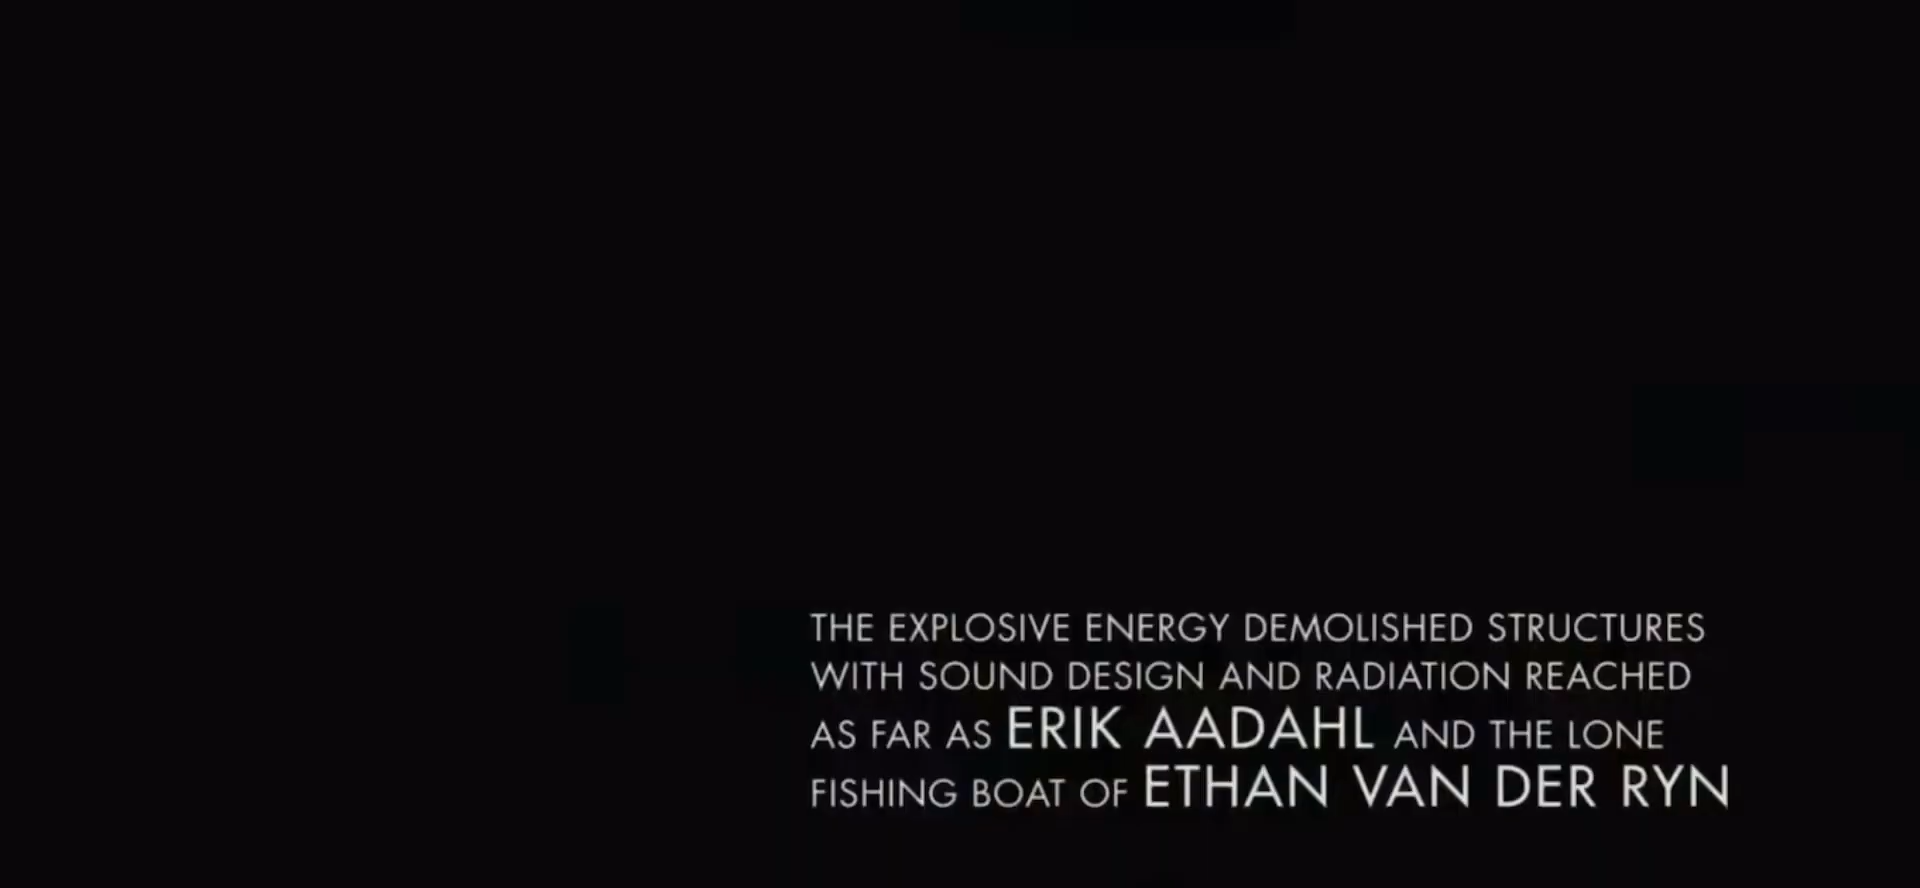 THE EXPLOSIVE ENERGY DEMOLISHED STRUCTURES
WITH SOUND DESIGN AND RADIATION REACHED
AS FAR AS ERIK AADAHL AND THE LONE
FISHING BOAT OF ETHAN VAN DER RYN